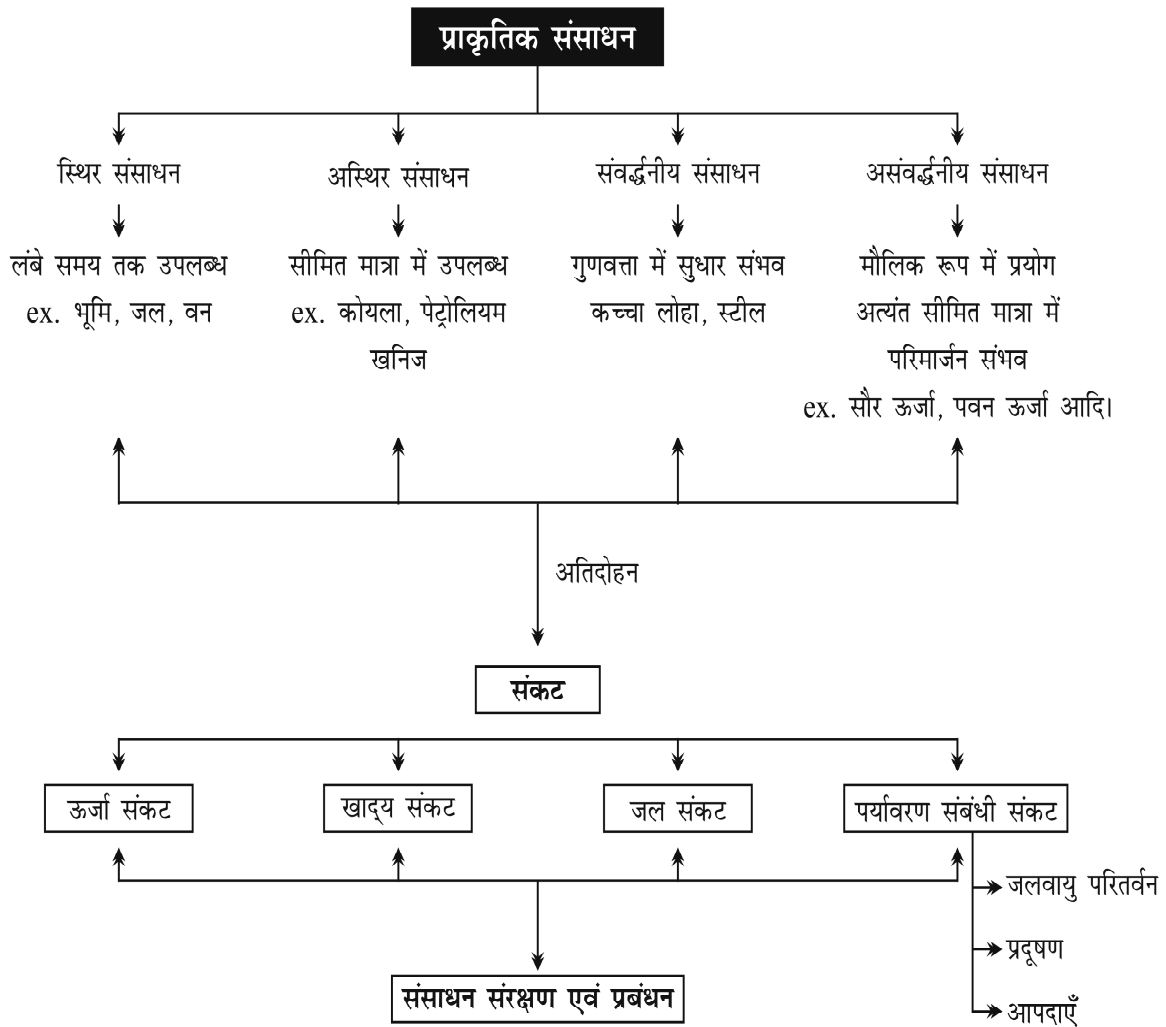 प्राकृतिक संसाधन
स्थिर संसाधन
अस्थिर संसाधन
संवर्द्धनीय संसाधन
असंवर्द्धनीय संसाधन
लंबे समय तक उपलब्ध
ex. भूमि, जल, वन
सीमित मात्रा में उपलब्ध
ex. कोयला, पेट्रोलियम
खनिज
गुणवत्ता में सुधार संभव
कच्चा लोहा, स्टील
मौलिक रूप में प्रयोग
अत्यंत सीमित मात्रा में
परिमार्जन संभव
ex. सौर ऊर्जा, पवन ऊर्जा आदि।
अतिदोहन
संकट
ऊर्जा संकट
खाद्‌य संकट
जल संकट
पर्यावरण संबंधी संकट
जलवायु परितर्वन
प्रदूषण
आपदाएँ
संसाधन संरक्षण एवं प्रबंधन